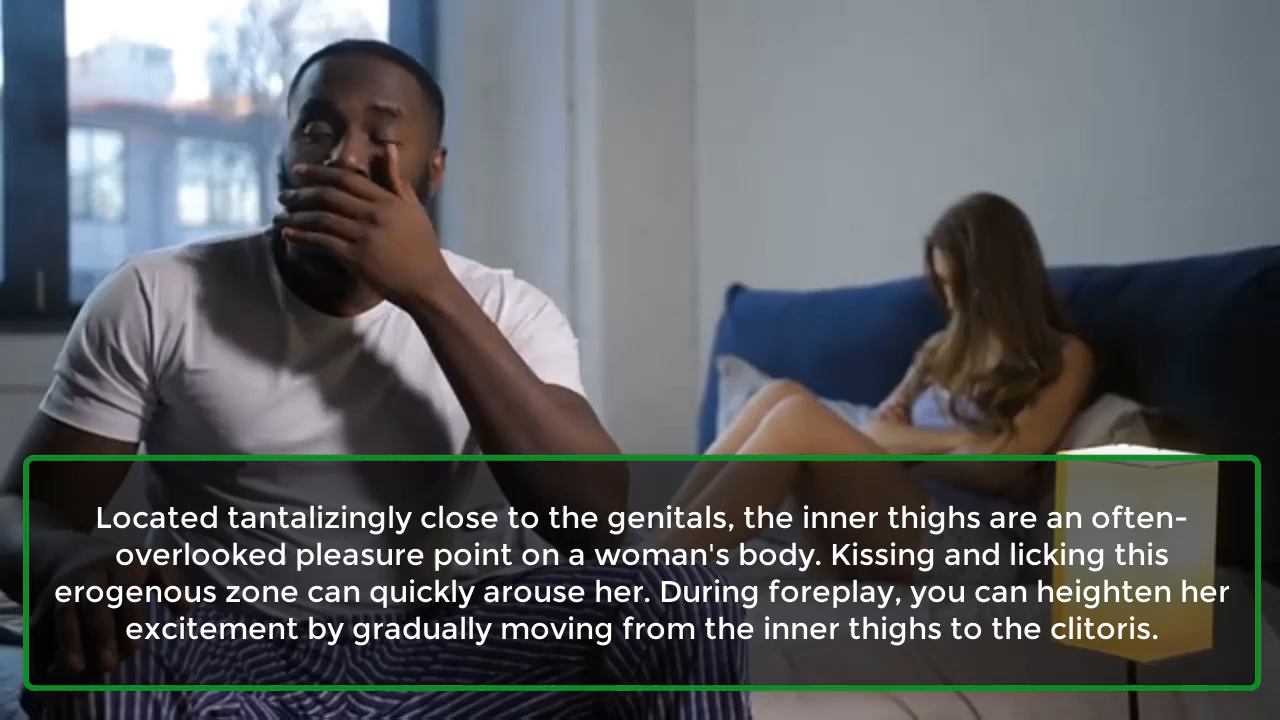 Located tantalizingly close to the genitals, the inner thighs are an often-
overlooked pleasure point on a woman's body. Kissing and licking this
erogenous zone can quickly arouse her. During foreplay, you can heighten her
excitement by gradually moving from the inner thighs to the clitoris.